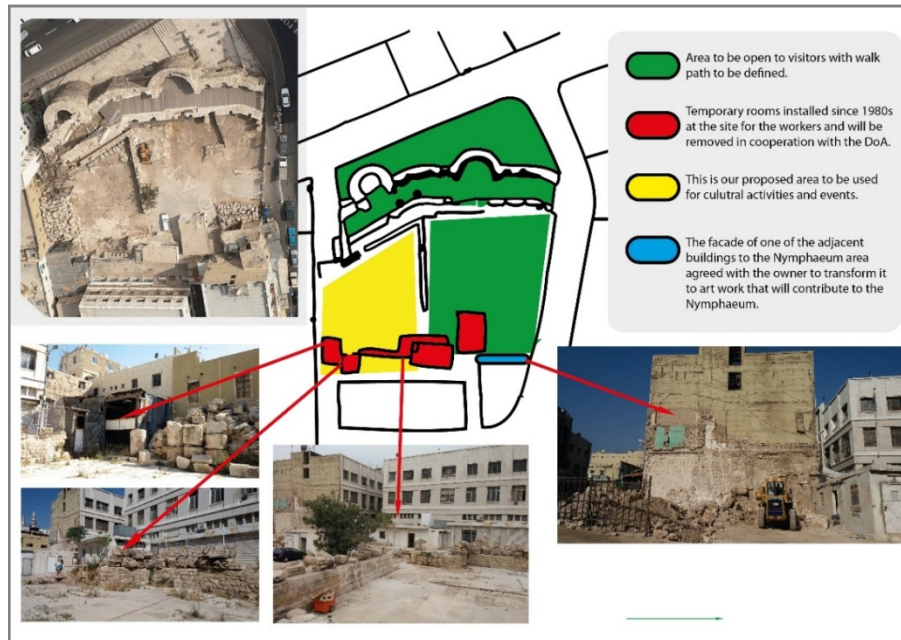 Area to be open to visitors with walk
path to be defined.
Temporary rooms installed since 1980s
at the site for the workers and will be
removed in cooperation with the DoA.
This is our proposed area to be used
for culutral activities and events.
The facade of one of the adjacent
buildings to the Nymphaeum area
agreed with the owner to transform it
to art work that will contribute to the
Nymphaeum.